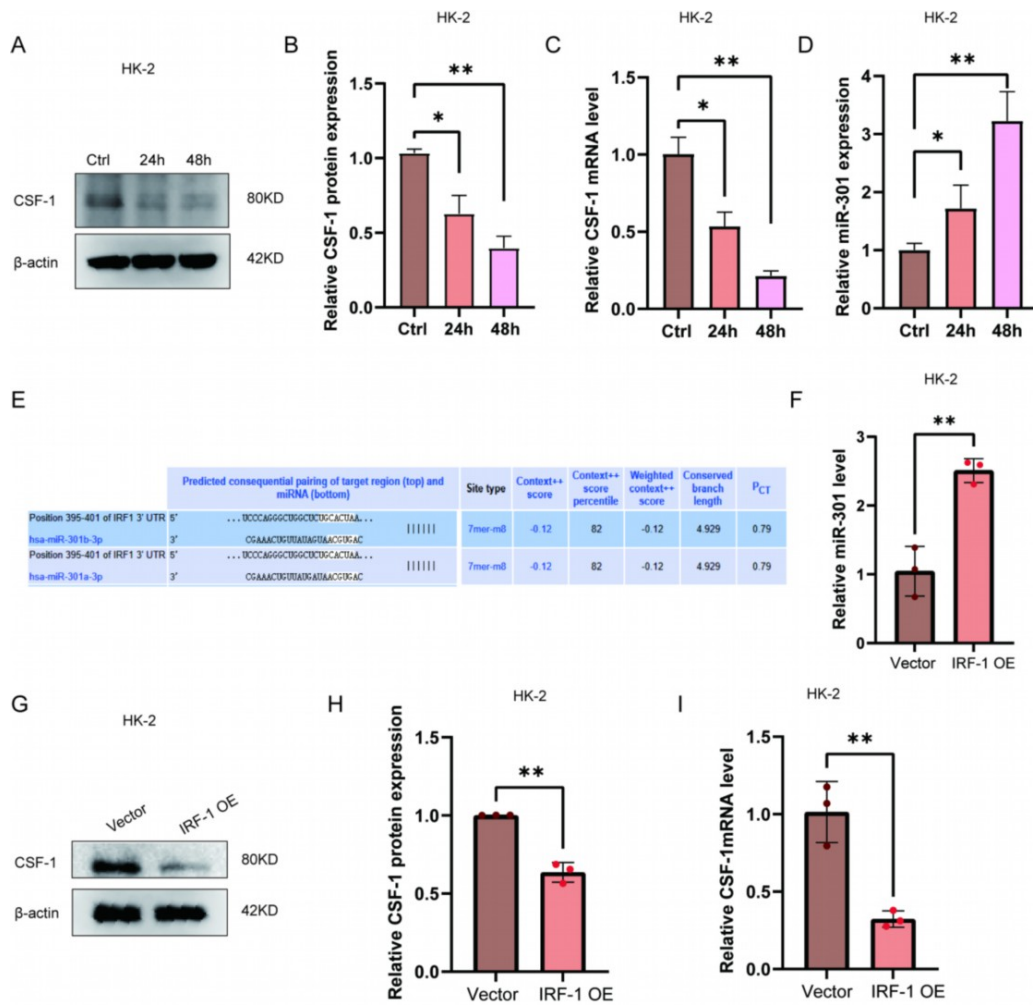 A
HK-2
Ctrl 24h 48h
CSF-1 80KD
β-actin 42KD
B
HK-2
Relative CSF-1 protein expression
1.5
1.0
0.5
0.0
**
*
Ctrl 24h 48h
C
HK-2
Relative CSF-1 mRNA level
1.5
1.0
0.5
0.0
**
*
Ctrl 24h 48h
D
HK-2
Relative miR-301 expression
4
3
2
1
0
**
*
Ctrl 24h 48h
E
Predicted consequential pairing of target region (top) and miRNA (bottom)
Site type
Context++ score
Context++ score percentile
Weighted context++ score
Conserved branch length
PCT
Position 395-401 of IRF1 3' UTR 5' ...UCCCAGGGCUGGCUCUGCACUAA...
hsa-miR-301b-3p 3' CGAAACUGUUAUAGUAACGUGAC
7mer-m8 -0.12 82 -0.12 4.929 0.79
Position 395-401 of IRF1 3' UTR 5' ...UCCCAGGGCUGGCUCUGCACUAA...
hsa-miR-301a-3p 3' CGAAACUGUUAUGAUAACGUGAC
7mer-m8 -0.12 82 -0.12 4.929 0.79
F
HK-2
Relative miR-301 level
3
2
1
0
**
Vector IRF-1 OE
G
HK-2
Vector IRF-1 OE
CSF-1 80KD
β-actin 42KD
H
HK-2
Relative CSF-1 protein expression
1.5
1.0
0.5
0.0
**
Vector IRF-1 OE
I
HK-2
Relative CSF-1mRNA level
1.5
1.0
0.5
0.0
**
Vector IRF-1 OE